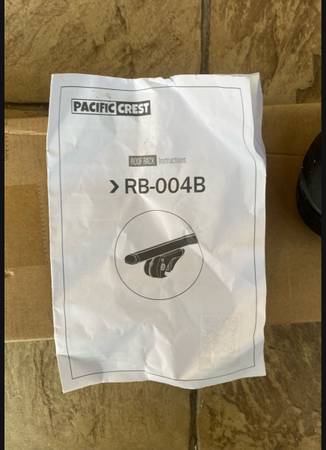 PACIFIC CREST
ROOF RACK Instructions
RB-004B